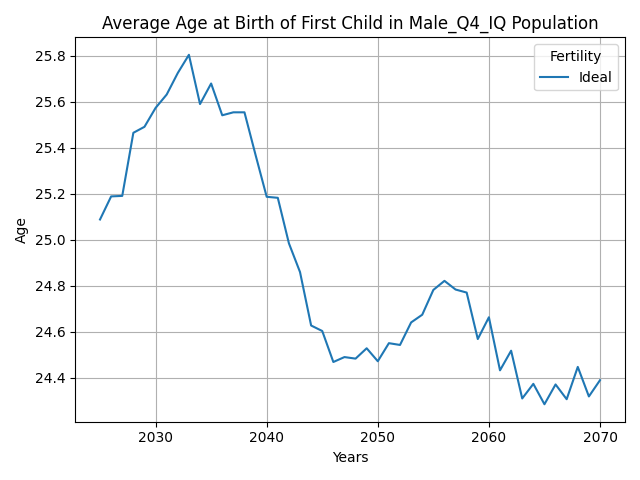 Average Age at Birth of First Child in Male_Q4_IQ Population
Fertility
Ideal
25.8
25.6
25.4
25.2
25.0
24.8
24.6
24.4
Age
2030
2040
2050
2060
2070
Years